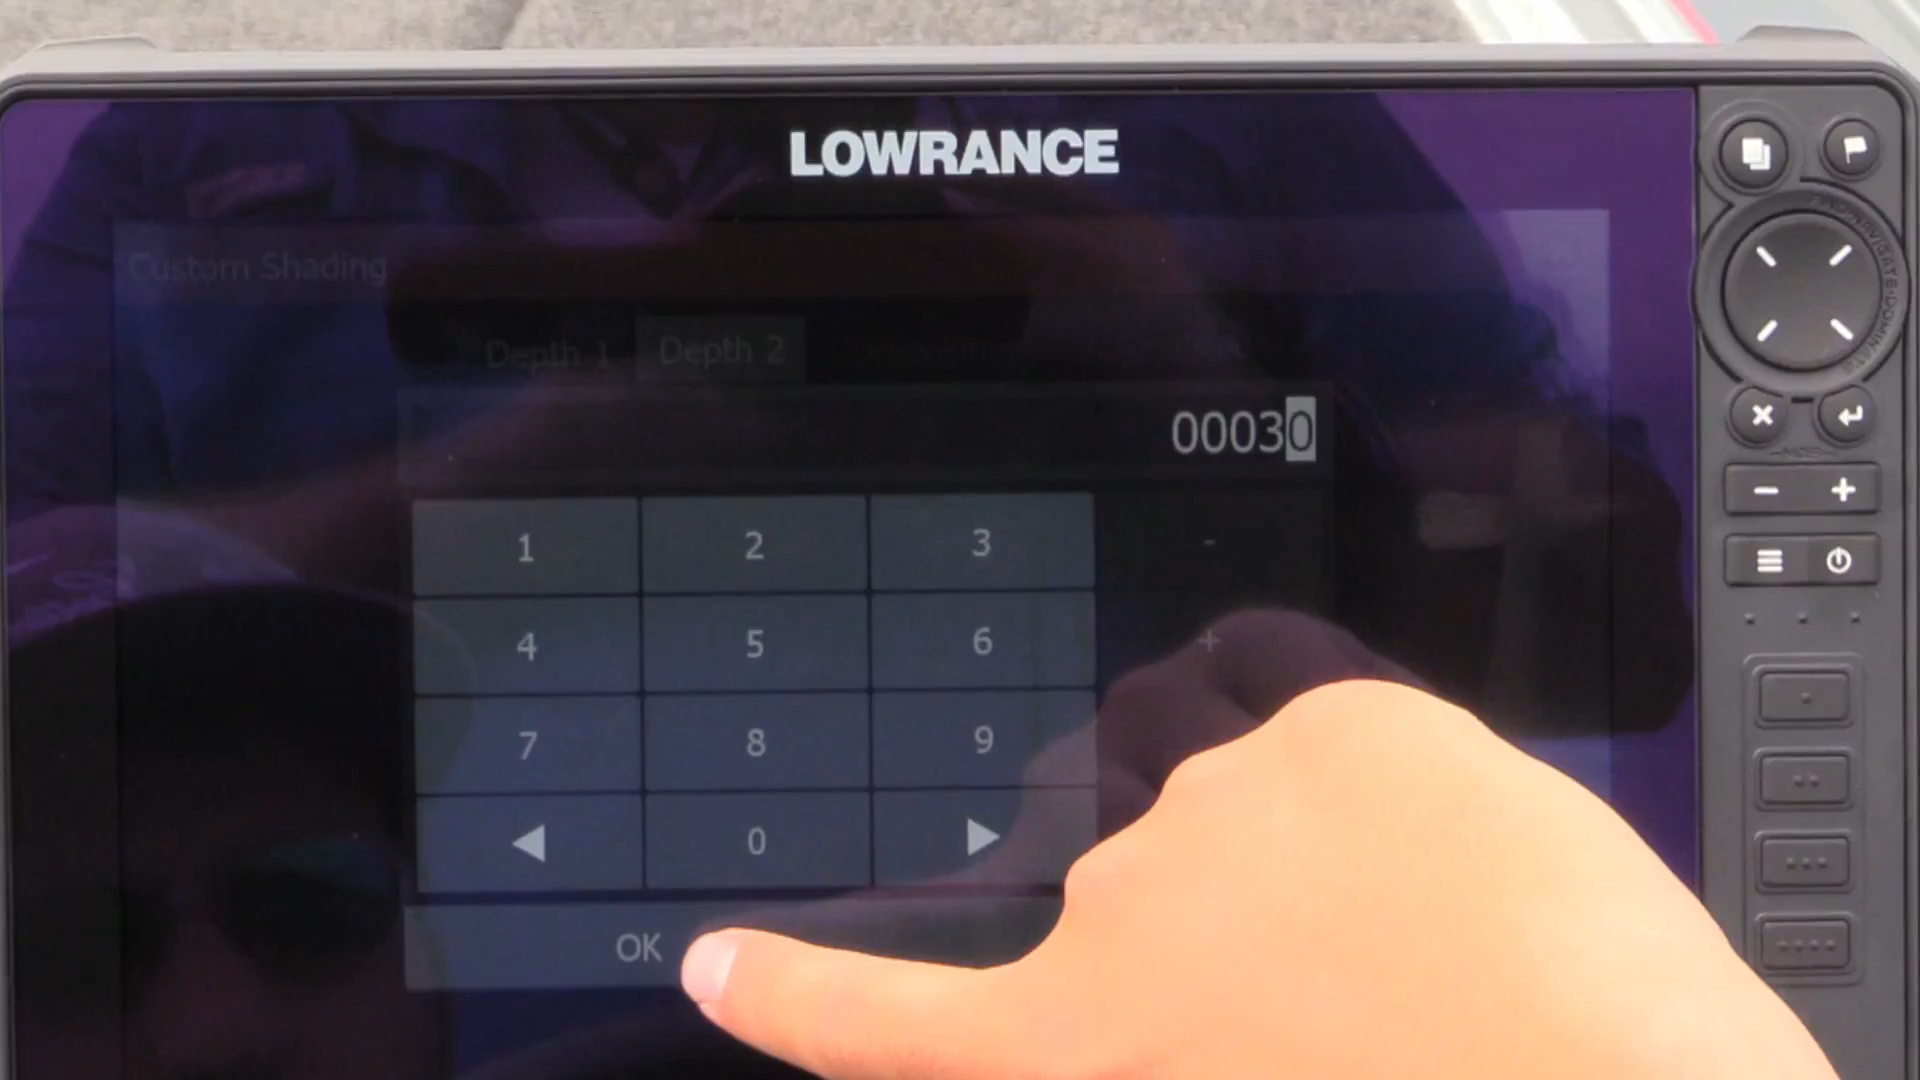 LOWRANCE
Custom Shading
Depth 1 Depth 2
00030
1 2 3 -
4 5 6 +
7 8 9
0
OK